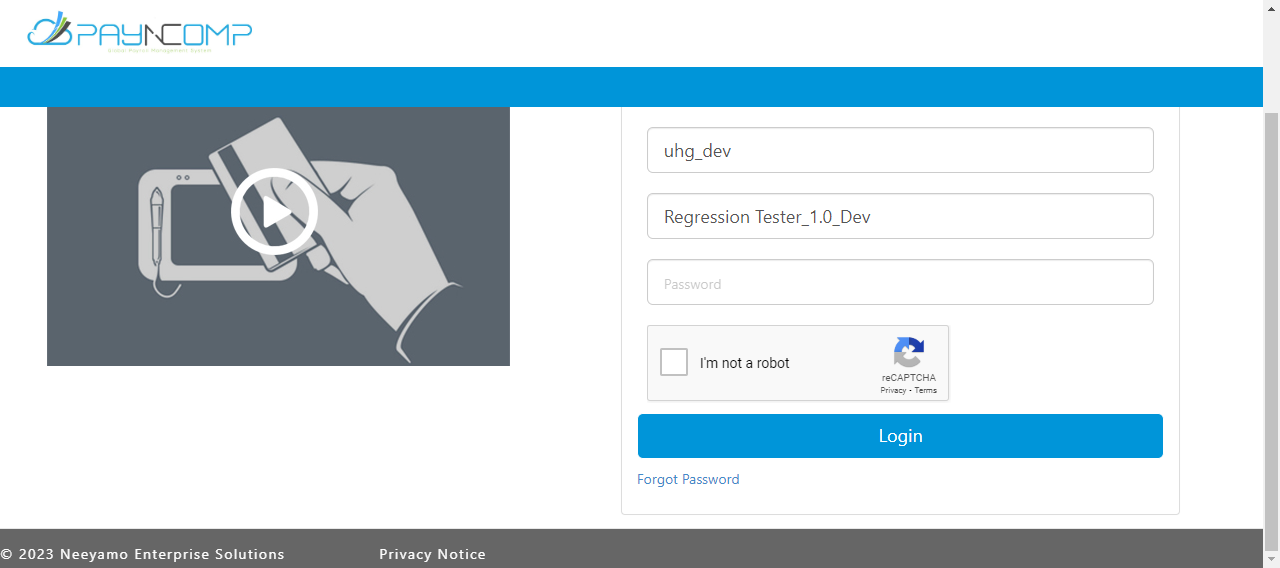 PAYNCOMP
Global Payroll Management System
uhg_dev
Regression Tester_1.0_Dev
Password
I'm not a robot
reCAPTCHA
Privacy - Terms
Login
Forgot Password
© 2023 Neeyamo Enterprise Solutions
Privacy Notice